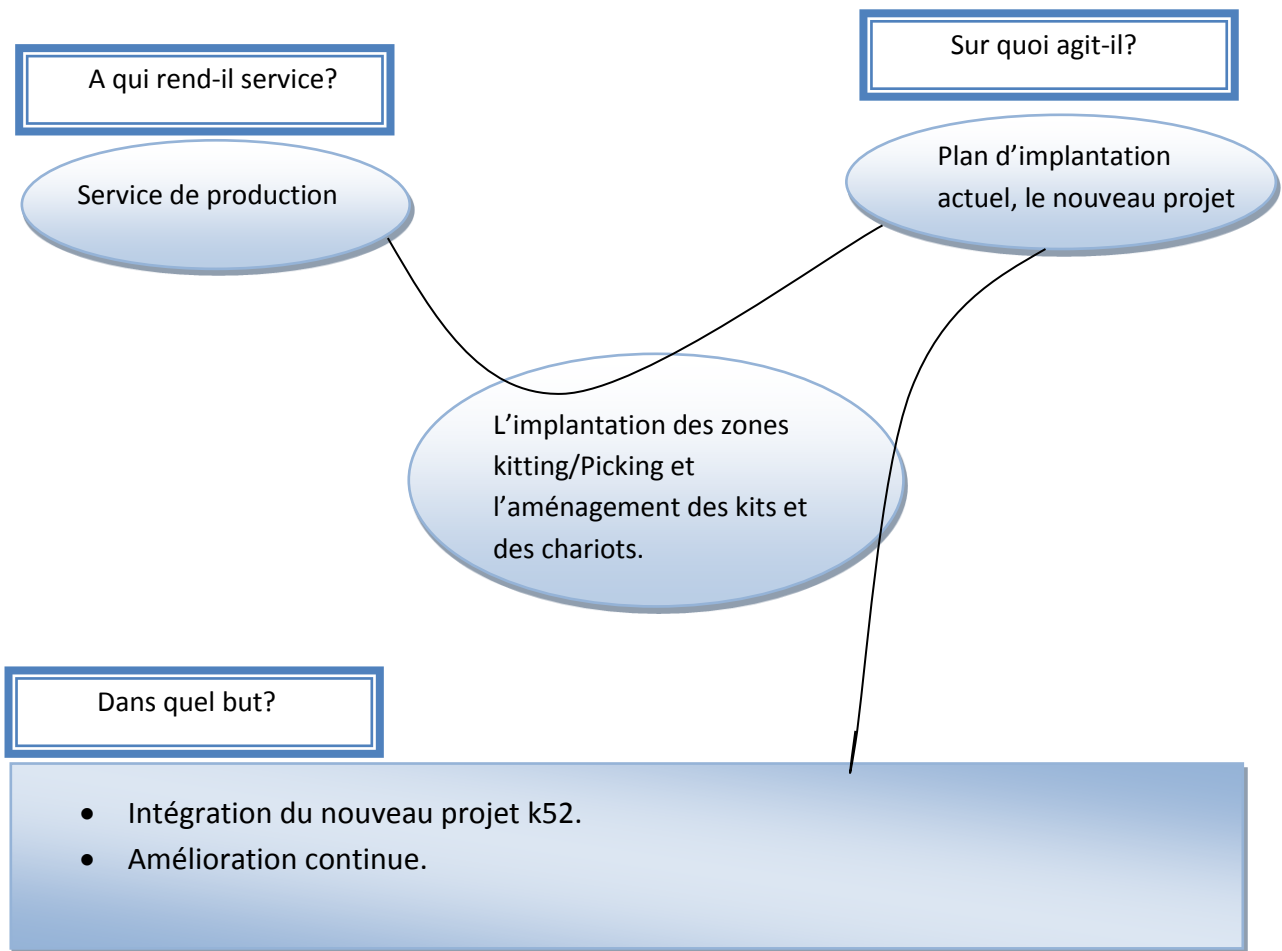 A qui rend-il service?
Sur quoi agit-il?
Service de production
Plan d’implantation
actuel, le nouveau projet
L’implantation des zones
kitting/Picking et
l’aménagement des kits et
des chariots.
Dans quel but?
• Intégration du nouveau projet k52.
• Amélioration continue.